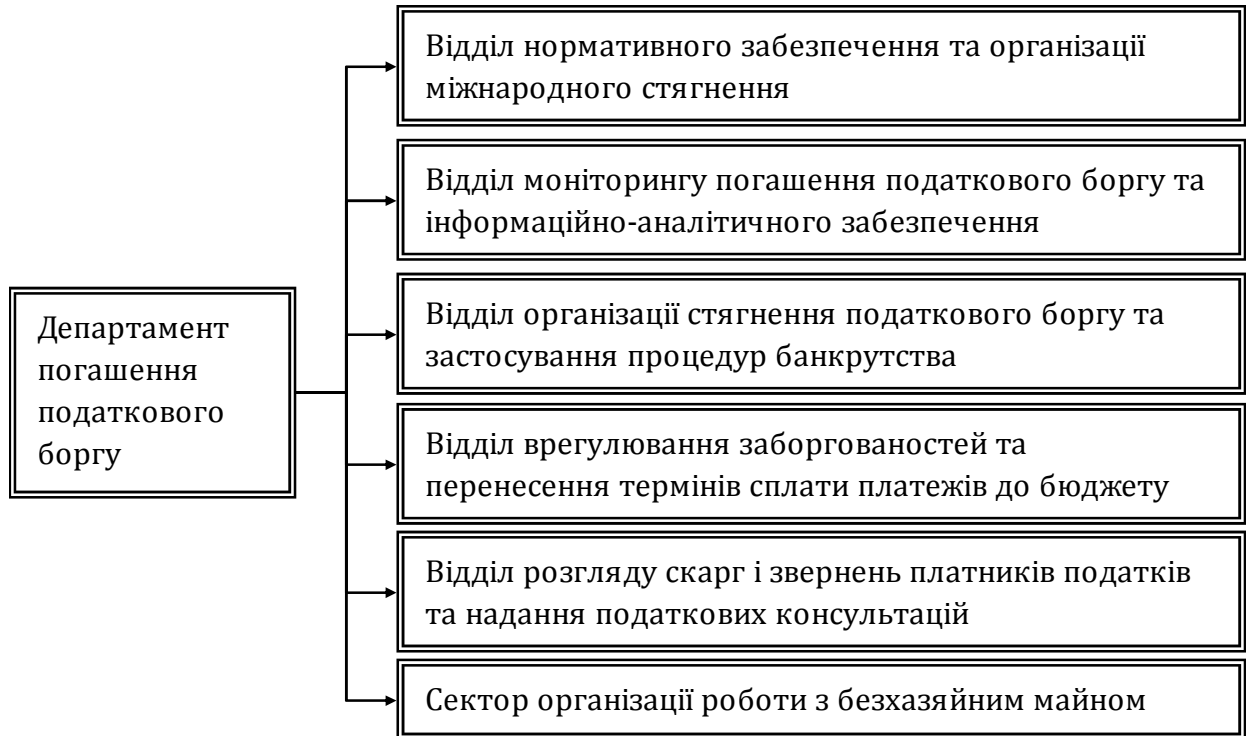 Відділ нормативного забезпечення та організації
міжнародного стягнення
Відділ моніторингу погашення податкового боргу та
інформаційно-аналітичного забезпечення
Департамент
погашення
податкового
боргу
Відділ організації стягнення податкового боргу та
застосування процедур банкрутства
Відділ врегулювання заборгованостей та
перенесення термінів сплати платежів до бюджету
Відділ розгляду скарг і звернень платників податків
та надання податкових консультацій
Сектор організації роботи з безхазяйним майном